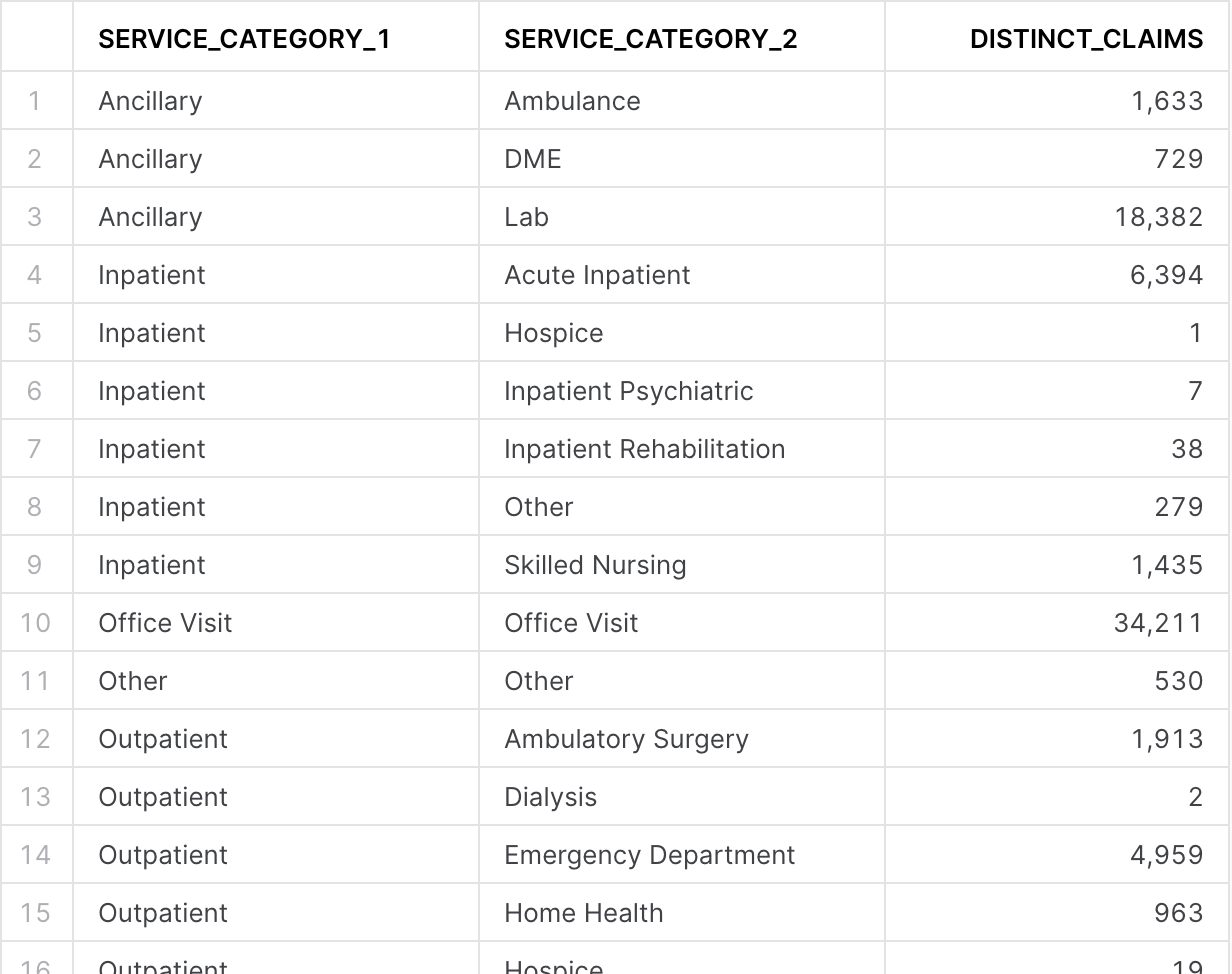 SERVICE_CATEGORY_1 SERVICE_CATEGORY_2 DISTINCT_CLAIMS
1 Ancillary Ambulance 1,633
2 Ancillary DME 729
3 Ancillary Lab 18,382
4 Inpatient Acute Inpatient 6,394
5 Inpatient Hospice 1
6 Inpatient Inpatient Psychiatric 7
7 Inpatient Inpatient Rehabilitation 38
8 Inpatient Other 279
9 Inpatient Skilled Nursing 1,435
10 Office Visit Office Visit 34,211
11 Other Other 530
12 Outpatient Ambulatory Surgery 1,913
13 Outpatient Dialysis 2
14 Outpatient Emergency Department 4,959
15 Outpatient Home Health 963
16 Outpatient Hospice 19